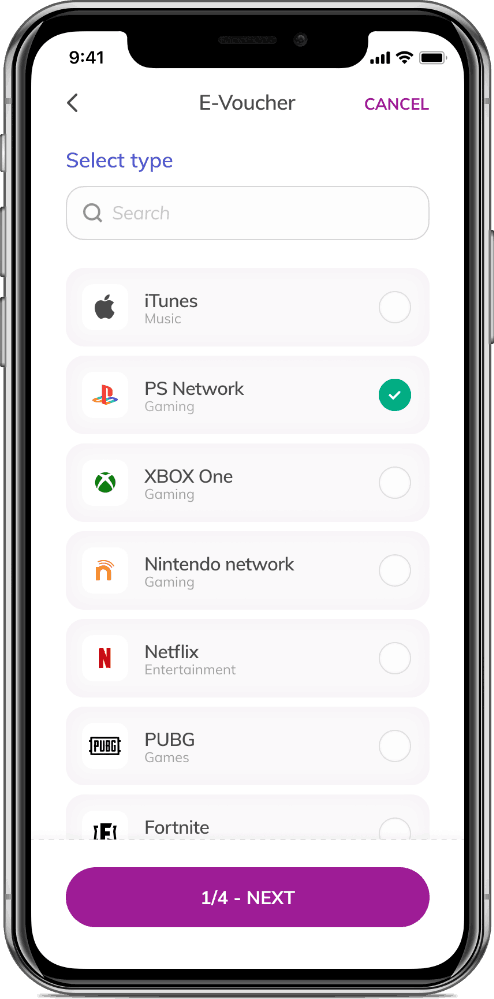 9:41
E-Voucher
CANCEL
Select type
Search
iTunes
Music
PS Network
Gaming
XBOX One
Gaming
Nintendo network
Gaming
N
Netflix
Entertainment
PUBG
PUBG
Games
F
Fortnite
1/4 - NEXT